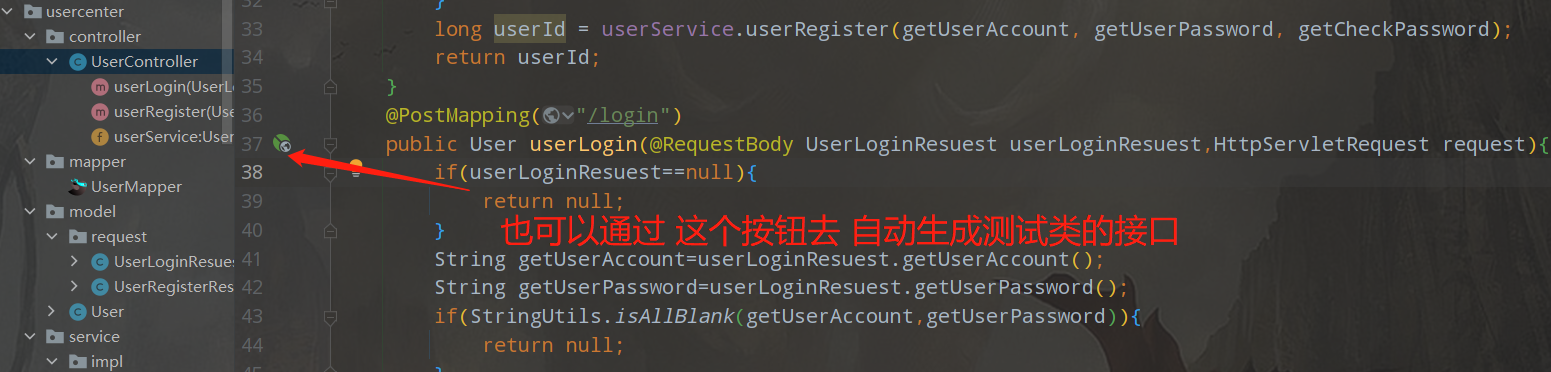 usercenter
controller
UserController
userLogin(UserL
userRegister(Use
userService:User
mapper
UserMapper
model
request
UserLoginResues
UserRegisterRes
User
service
impl
32 }
33 long userId = userService.userRegister(getUserAccount, getUserPassword, getCheckPassword);
34 return userId;
35 }
36 @PostMapping("/login")
37 public User userLogin(@RequestBody UserLoginResuest userLoginResuest,HttpServletRequest request){
38 if(userLoginResuest==null){
39 return null;
也可以通过 这个按钮去 自动生成测试类的接口
40 }
41 String getUserAccount=userLoginResuest.getUserAccount();
42 String getUserPassword=userLoginResuest.getUserPassword();
43 if(StringUtils.isAllBlank(getUserAccount,getUserPassword)){
44 return null;
45 }